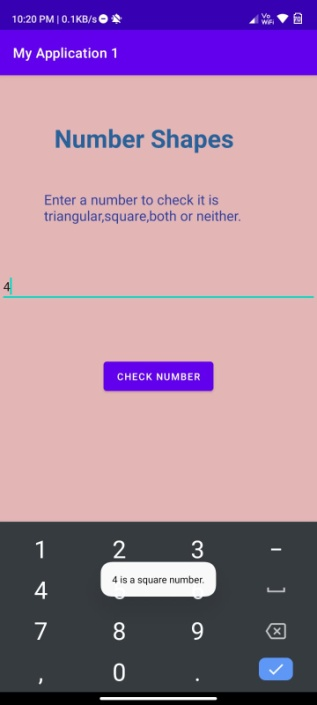 10:20 PM | 0.1KB/s
Vo
WiFi
My Application 1
Number Shapes
Enter a number to check it is
triangular,square,both or neither.
4
CHECK NUMBER
1 2 3 -
4
4 is a square number.
7 8 9
, 0 .